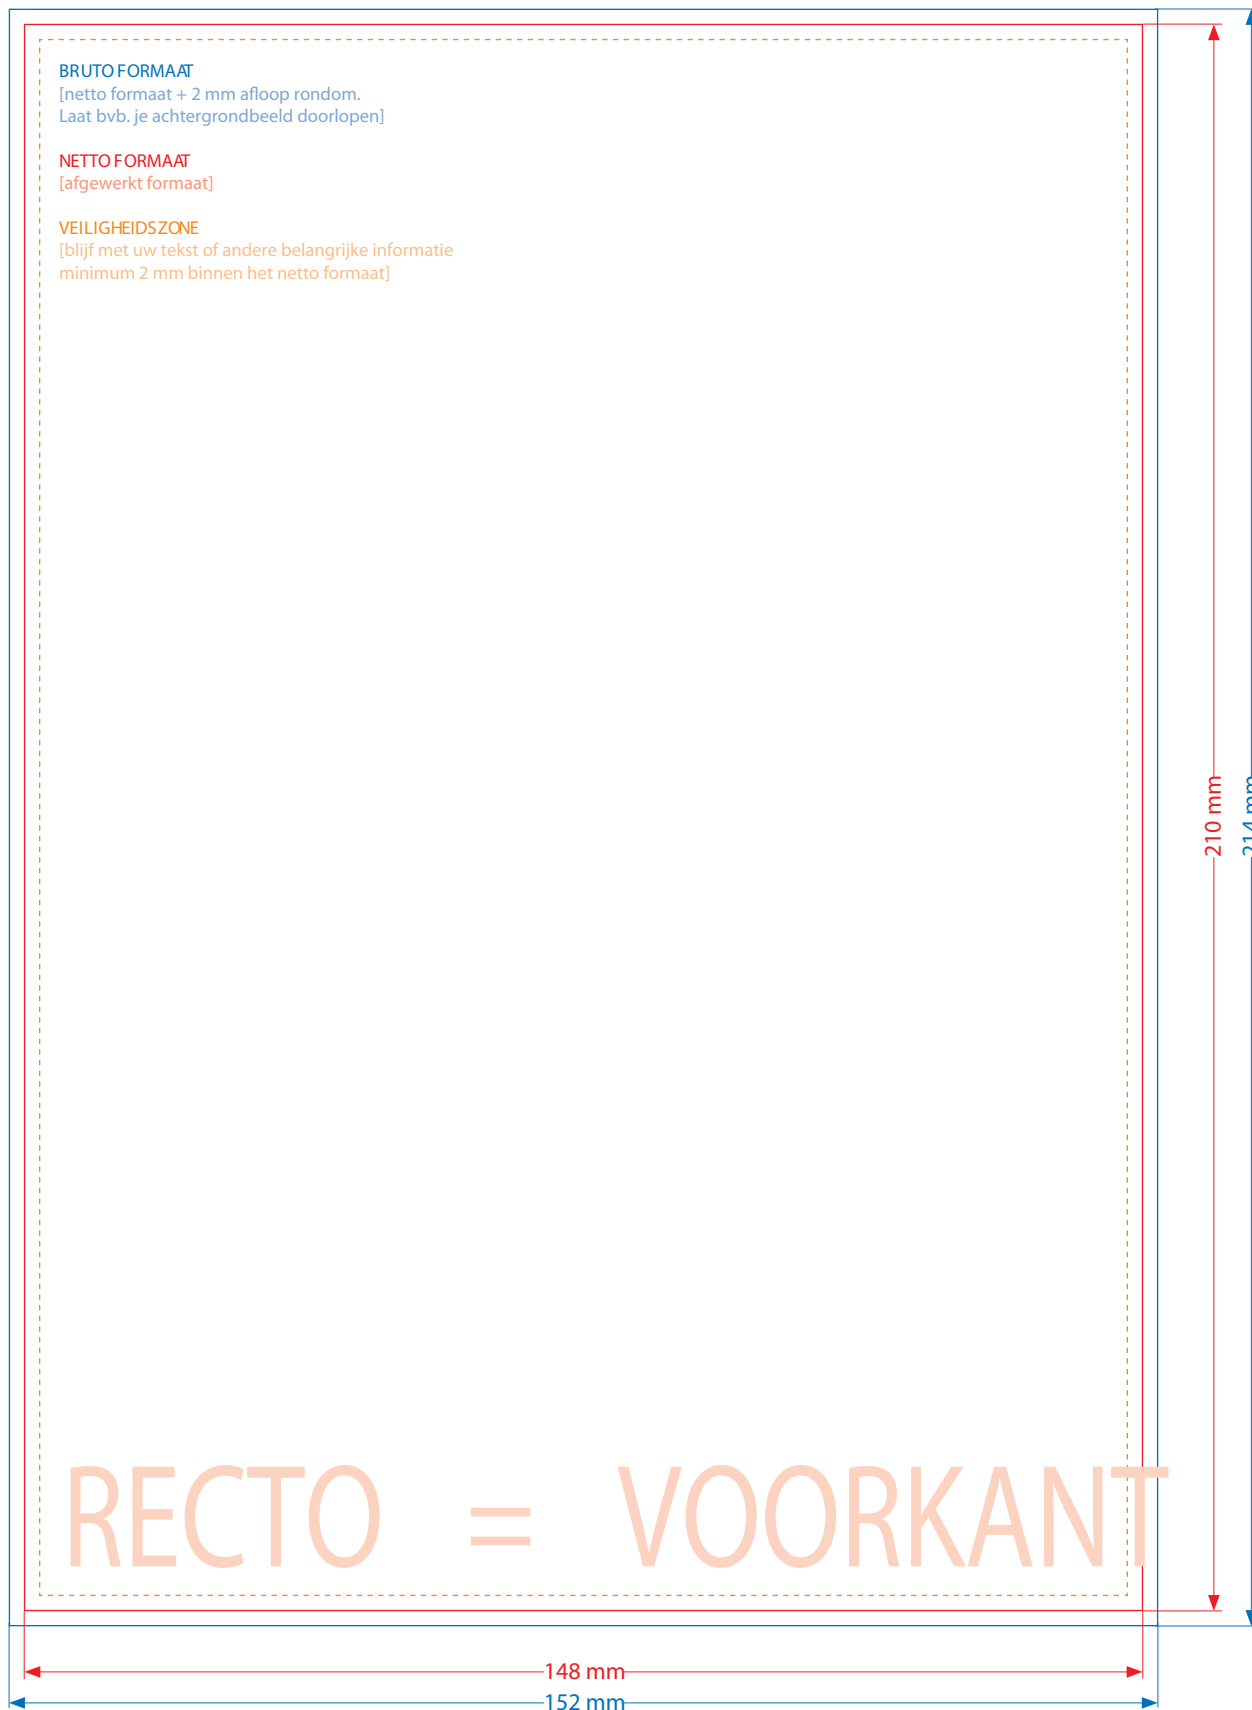 BRUTO FORMAAT
[netto formaat + 2 mm afloop rondom.
Laat bvb. je achtergrondbeeld doorlopen]
NETTO FORMAAT
[afgewerkt formaat]
VEILIGHEIDSZONE
[blijf met uw tekst of andere belangrijke informatie
minimum 2 mm binnen het netto formaat]
210 mm
214 mm
RECTO = VOORKANT
148 mm
152 mm